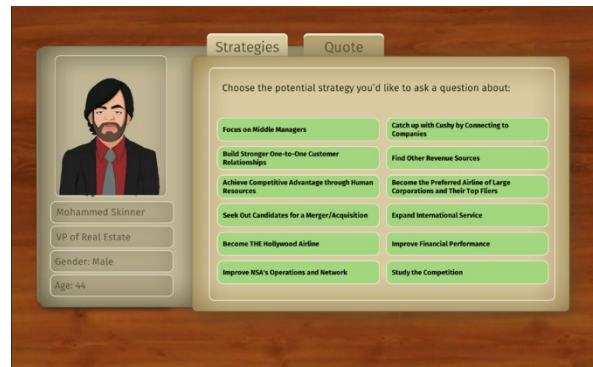 Strategies
Quote
Mohammed Skinner
VP of Real Estate
Gender: Male
Age: 44
Choose the potential strategy you'd like to ask a question about:
Focus on Middle Managers
Catch up with Cushy by Connecting to
Companies
Build Stronger One-to-One Customer
Relationships
Find Other Revenue Sources
Achieve Competitive Advantage through Human
Resources
Become the Preferred Airline of Large
Corporations and Their Top Fliers
Seek Out Candidates for a Merger/Acquisition
Expand International Service
Become THE Hollywood Airline
Improve Financial Performance
Improve NSA's Operations and Network
Study the Competition